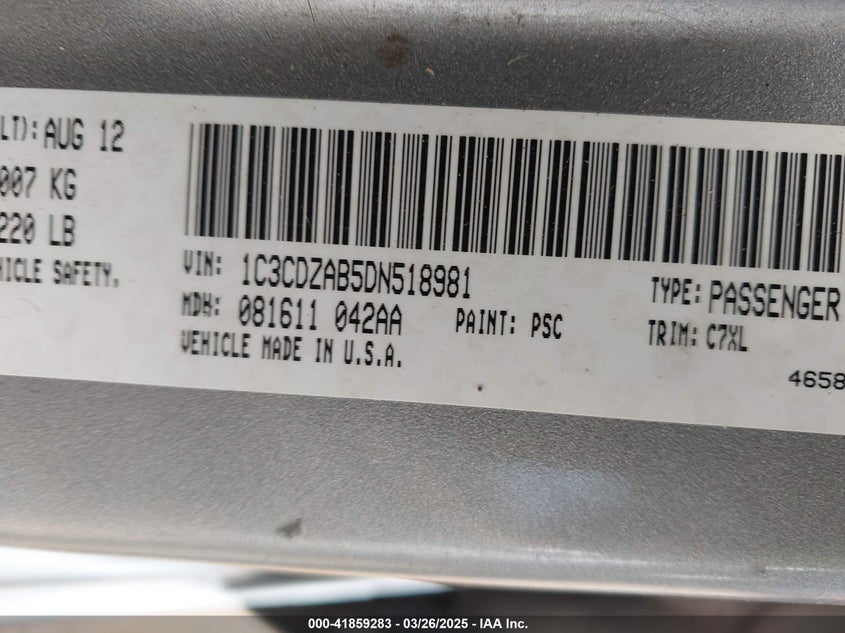 LT): AUG 12
007 KG
220 LB
HICLE SAFETY,
VIN: 1C3CDZAB5DN518981
TYPE: PASSENGER
MDH: 081611 042AA
PAINT: PSC
TRIM: C7XL
VEHICLE MADE IN U.S.A.
4658
000-41859283 - 03/26/2025 - IAA Inc.